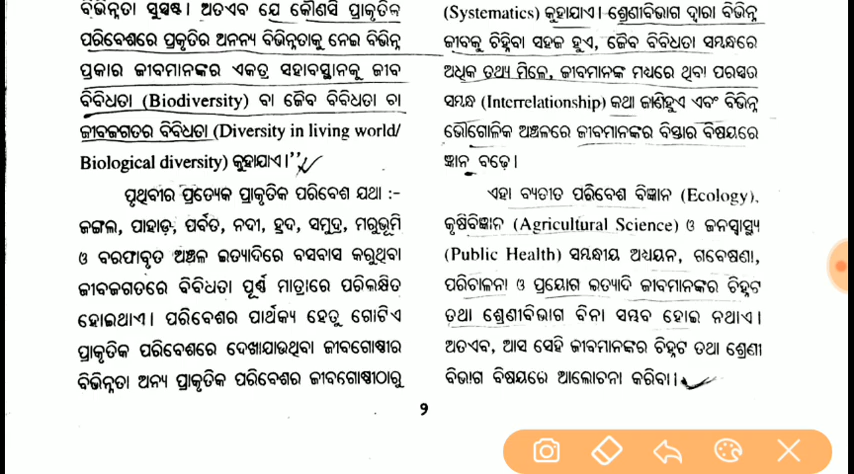 ବିଭିନ୍ନତା ସୁସ୍ପଷ୍ଟ। ଅତଏବ ଯେ କୌଣସି ପ୍ରାକୃତିକ
ପରିବେଶରେ ପ୍ରକୃତିର ଅନନ୍ୟ ବିଭିନ୍ନତାକୁ ନେଇ ବିଭିନ୍ନ
ପ୍ରକାର ଜୀବମାନଙ୍କର ଏକତ୍ର ସହାବସ୍ଥାନକୁ ଜୀବ
ବିବିଧତା (Biodiversity) ବା ଜୈବ ବିବିଧତା ବା
ଜୀବଜଗତର ବିବିଧତା (Diversity in living world/
Biological diversity) କୁହାଯାଏ।''
ପୃଥିବୀର ପ୍ରତ୍ୟେକ ପ୍ରାକୃତିକ ପରିବେଶ ଯଥା :-
ଜଙ୍ଗଲ, ପାହାଡ଼, ପର୍ବତ, ନଦୀ, ହ୍ରଦ, ସମୁଦ୍ର, ମରୁଭୂମି
ଓ ବରଫାବୃତ ଅଞ୍ଚଳ ଇତ୍ୟାଦିରେ ବସବାସ କରୁଥିବା
ଜୀବଜଗତରେ ବିବିଧତା ପୂର୍ଣ୍ଣ ମାତ୍ରାରେ ପରିଲକ୍ଷିତ
ହୋଇଥାଏ। ପରିବେଶର ପାର୍ଥକ୍ୟ ହେତୁ ଗୋଟିଏ
ପ୍ରାକୃତିକ ପରିବେଶରେ ଦେଖାଯାଉଥିବା ଜୀବଗୋଷ୍ଠୀର
ବିଭିନ୍ନତା ଅନ୍ୟ ପ୍ରାକୃତିକ ପରିବେଶର ଜୀବଗୋଷ୍ଠୀଠାରୁ
(Systematics) କୁହାଯାଏ। ଶ୍ରେଣୀବିଭାଗ ଦ୍ୱାରା ବିଭିନ୍ନ
ଜୀବକୁ ଚିହ୍ନିବା ସହଜ ହୁଏ, ଜୈବ ବିବିଧତା ସମ୍ବନ୍ଧରେ
ଅଧିକ ତଥ୍ୟ ମିଳେ, ଜୀବମାନଙ୍କ ମଧ୍ୟରେ ଥିବା ପରସ୍ପର
ସମ୍ବନ୍ଧ (Interrelationship) କଥା ଜାଣିହୁଏ ଏବଂ ବିଭିନ୍ନ
ଭୌଗୋଳିକ ଅଞ୍ଚଳରେ ଜୀବମାନଙ୍କର ବିସ୍ତାର ବିଷୟରେ
ଜ୍ଞାନ ବଢ଼େ।
ଏହା ବ୍ୟତୀତ ପରିବେଶ ବିଜ୍ଞାନ (Ecology),
କୃଷିବିଜ୍ଞାନ (Agricultural Science) ଓ ଜନସ୍ୱାସ୍ଥ୍ୟ
(Public Health) ସମ୍ବନ୍ଧୀୟ ଅଧ୍ୟୟନ, ଗବେଷଣା,
ପରିଚାଳନା ଓ ପ୍ରୟୋଗ ଇତ୍ୟାଦି ଜୀବମାନଙ୍କର ଚିହ୍ନଟ
ତଥା ଶ୍ରେଣୀବିଭାଗ ବିନା ସମ୍ଭବ ହୋଇ ନଥାଏ।
ଅତଏବ, ଆସ ସେହି ଜୀବମାନଙ୍କର ଚିହ୍ନଟ ତଥା ଶ୍ରେଣୀ
ବିଭାଗ ବିଷୟରେ ଆଲୋଚନା କରିବା।
9